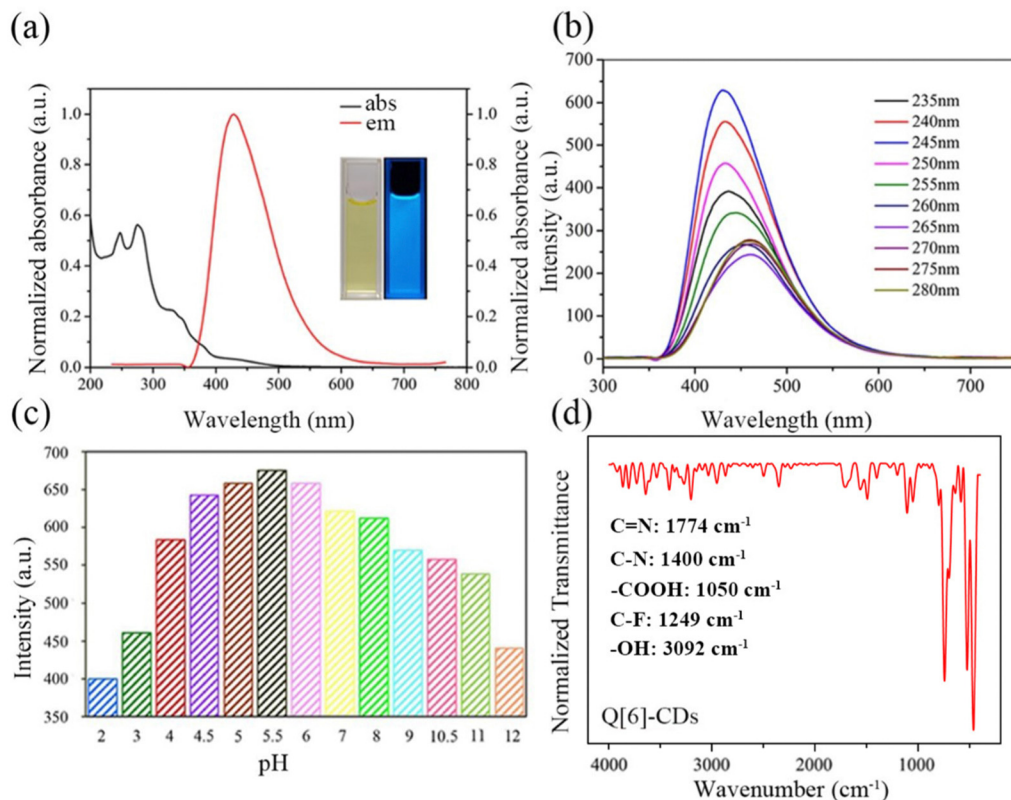 (a)
Normalized absorbance (a.u.)
1.0
0.8
0.6
0.4
0.2
0.0
abs
em
1.0
0.8
0.6
0.4
0.2
0.0
Normalized absorbance (a.u.)
200 300 400 500 600 700 800
Wavelength (nm)
(b)
Intensity (a.u.)
700
600
500
400
300
200
100
0
235nm
240nm
245nm
250nm
255nm
260nm
265nm
270nm
275nm
280nm
300 400 500 600 700
Wavelength (nm)
(c)
Intensity (a.u.)
700
650
600
550
500
450
400
350
2 3 4 4.5 5 5.5 6 7 8 9 10.5 11 12
pH
(d)
Normalized Transmittance
C=N: 1774 cm⁻¹
C-N: 1400 cm⁻¹
-COOH: 1050 cm⁻¹
C-F: 1249 cm⁻¹
-OH: 3092 cm⁻¹
Q[6]-CDs
4000 3000 2000 1000
Wavenumber (cm⁻¹)